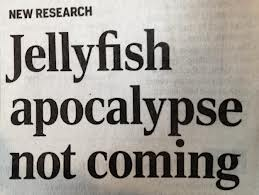 NEW RESEARCH
Jellyfish
apocalypse
not coming